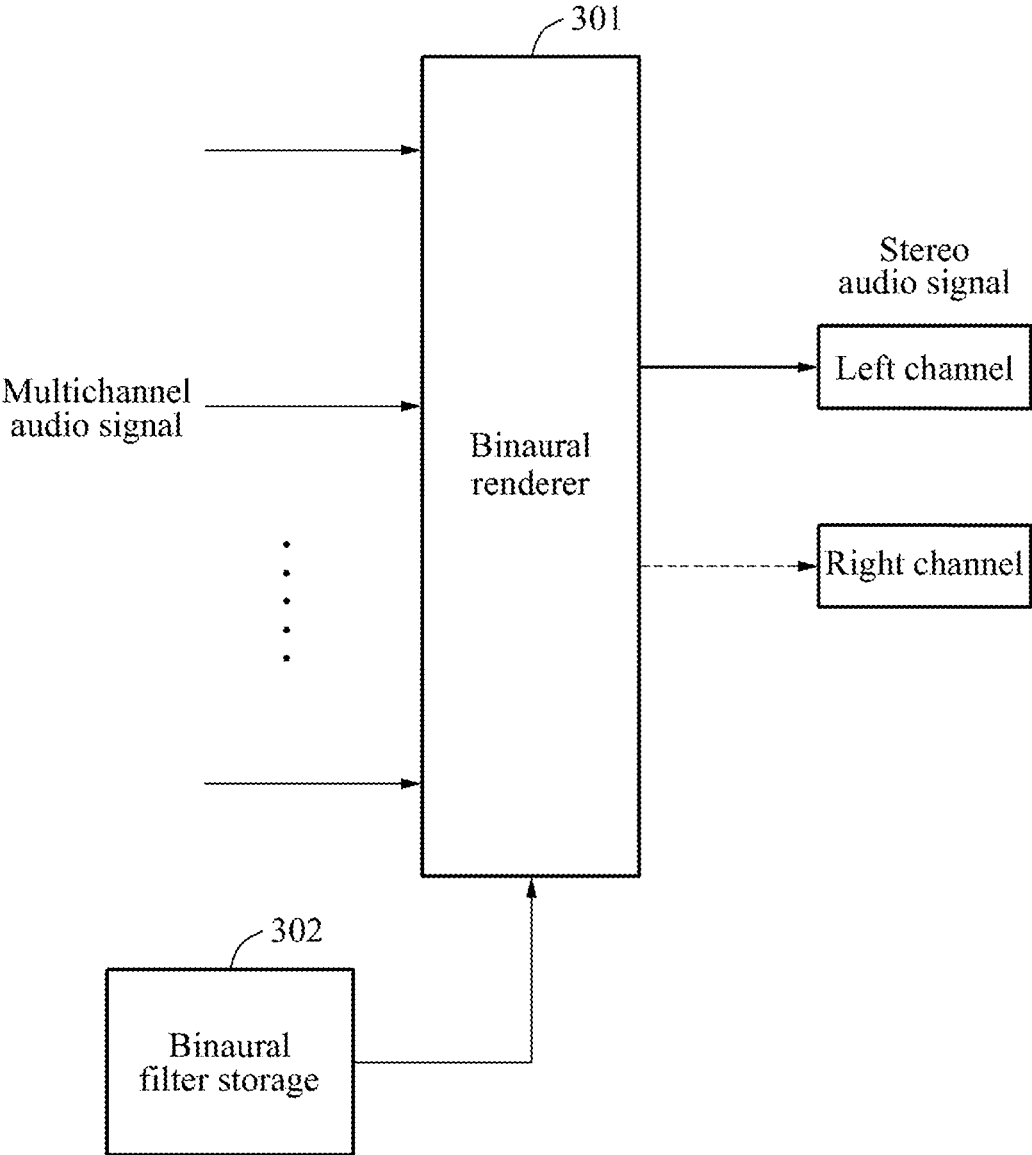 301
Stereo
audio signal
Left channel
Multichannel
audio signal
Binaural
renderer
Right channel
302
Binaural
filter storage